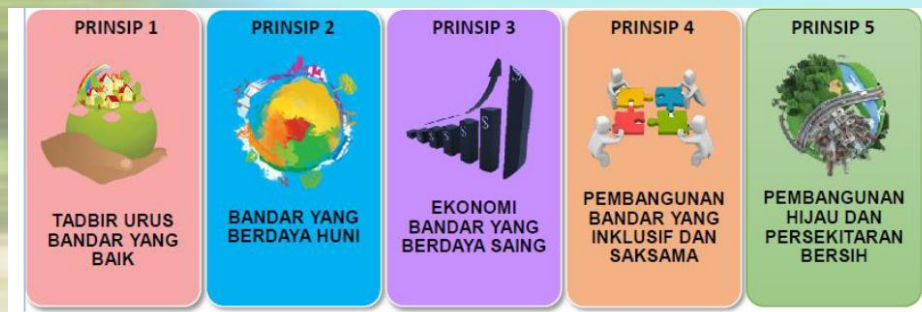 PRINSIP 1
TADBIR URUS
BANDAR YANG
BAIK
PRINSIP 2
BANDAR YANG
BERDAYA HUNI
PRINSIP 3
EKONOMI
BANDAR YANG
BERDAYA SAING
PRINSIP 4
PEMBANGUNAN
BANDAR YANG
INKLUSIF DAN
SAKSAMA
PRINSIP 5
PEMBANGUNAN
HIJAU DAN
PERSEKITARAN
BERSIH